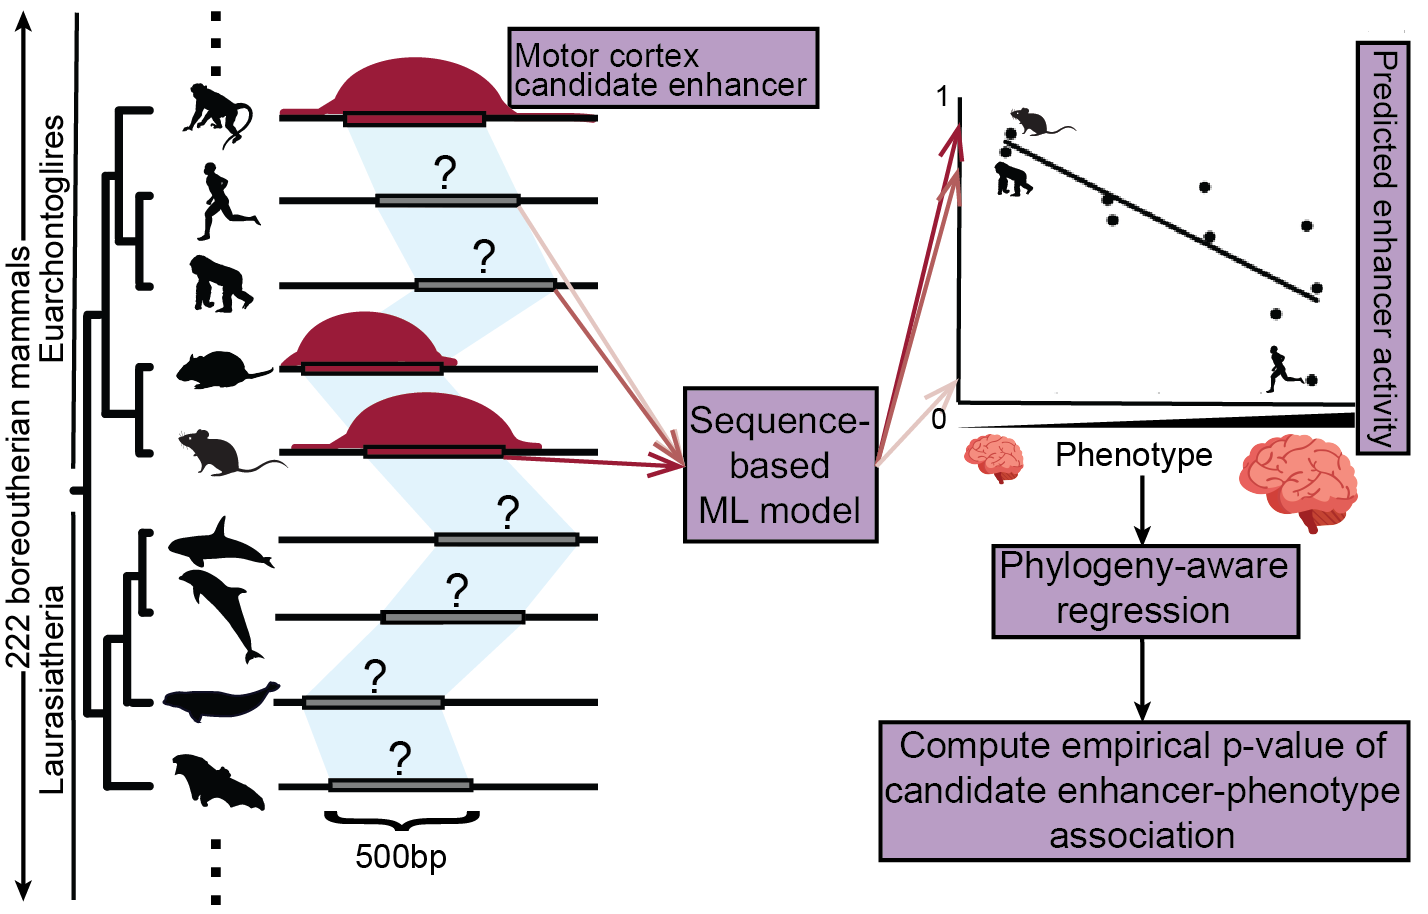 222 boreoutherian mammals
Euarchontoglires
Laurasiatheria
Motor cortex
candidate enhancer
?
?
?
?
?
?
500bp
Sequence-
based
ML model
1
0
Predicted enhancer activity
Phenotype
Phylogeny-aware
regression
Compute empirical p-value of
candidate enhancer-phenotype
association